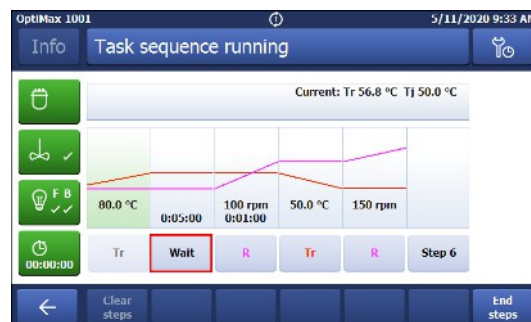 OptiMax 1001 5/11/2020 9:33 AM
Info Task sequence running
Current: Tr 56.8 °C Tj 50.0 °C
F B
80.0 °C 0:05:00 100 rpm 0:01:00 50.0 °C 150 rpm
00:00:00 Tr Wait R Tr R Step 6
Clear steps End steps